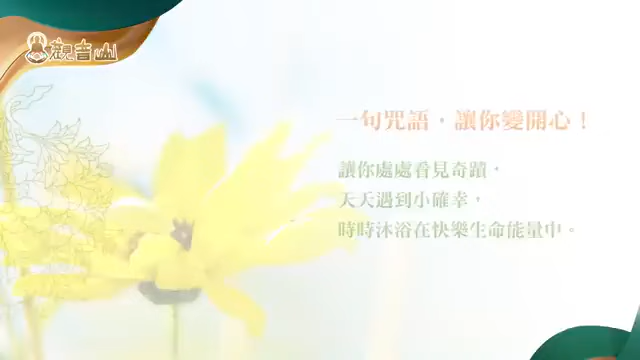 觀音山
一句咒語，讓你變開心！
讓你處處看見奇蹟，
天天遇到小確幸，
時時沐浴在快樂生命能量中。